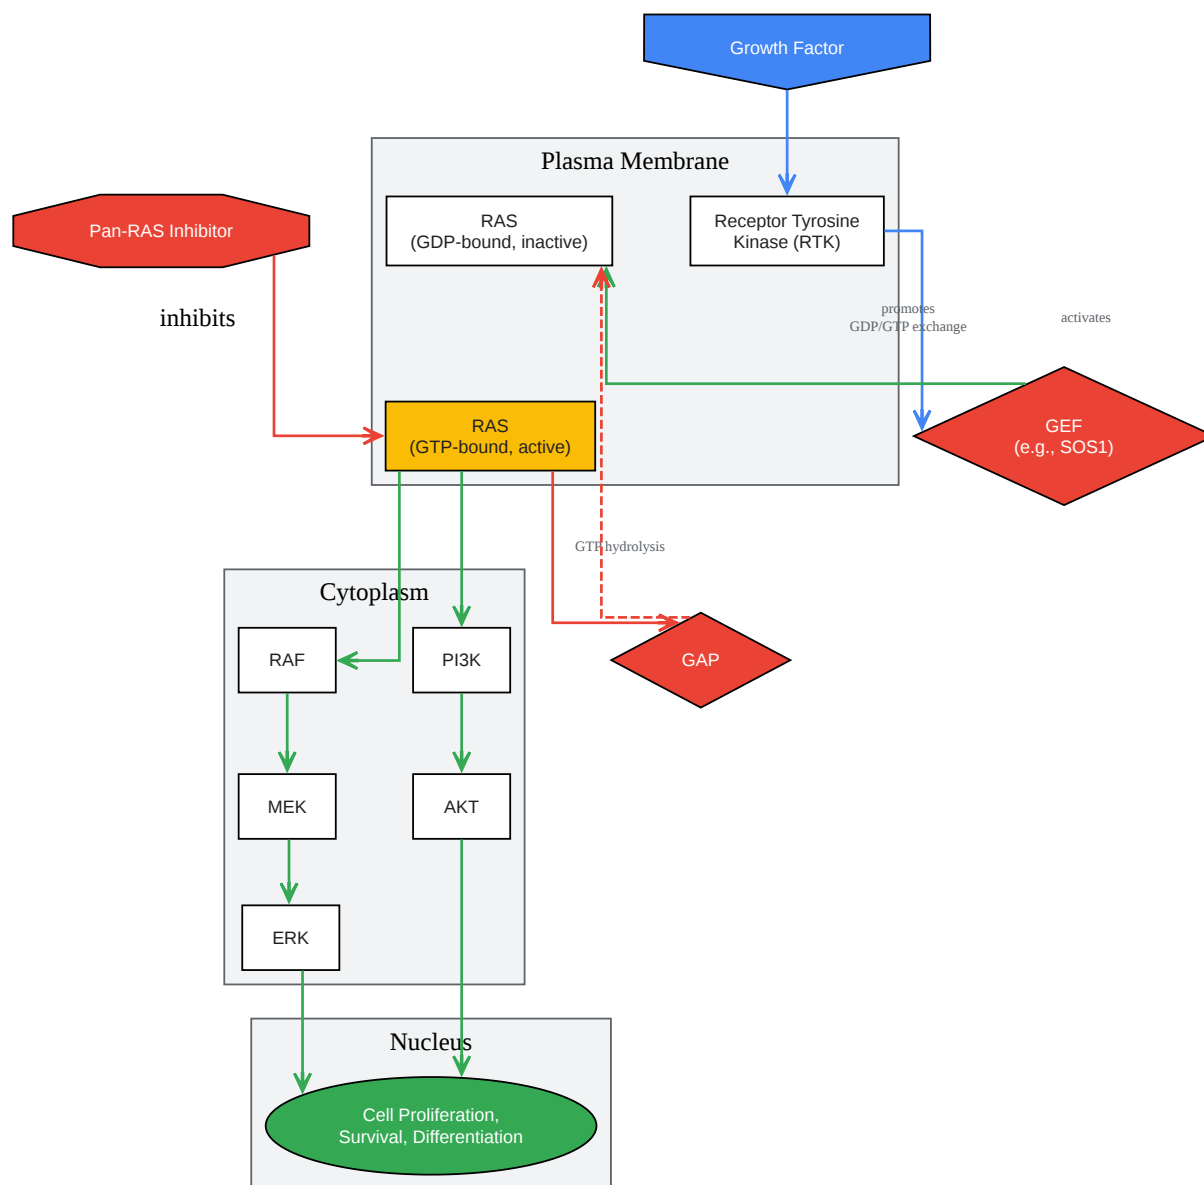 Growth Factor
Plasma Membrane
Pan-RAS Inhibitor
RAS
(GDP-bound, inactive)
Receptor Tyrosine
Kinase (RTK)
inhibits
promotes
GDP/GTP exchange
activates
RAS
(GTP-bound, active)
GEF
(e.g., SOS1)
GTP hydrolysis
Cytoplasm
RAF
PI3K
GAP
MEK
AKT
ERK
Nucleus
Cell Proliferation,
Survival, Differentiation